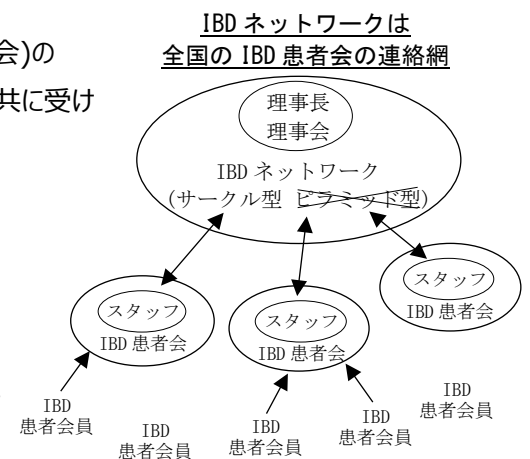 会)の
共に受け
IBD ネットワークは
全国の IBD 患者会の連絡網
理事長
理事会
IBD ネットワーク
(サークル型 ピラミッド型)
スタッフ
IBD 患者会
スタッフ
IBD 患者会
スタッフ
IBD 患者会
IBD
患者会員
IBD
患者会員
IBD
患者会員
IBD
患者会員
IBD
患者会員